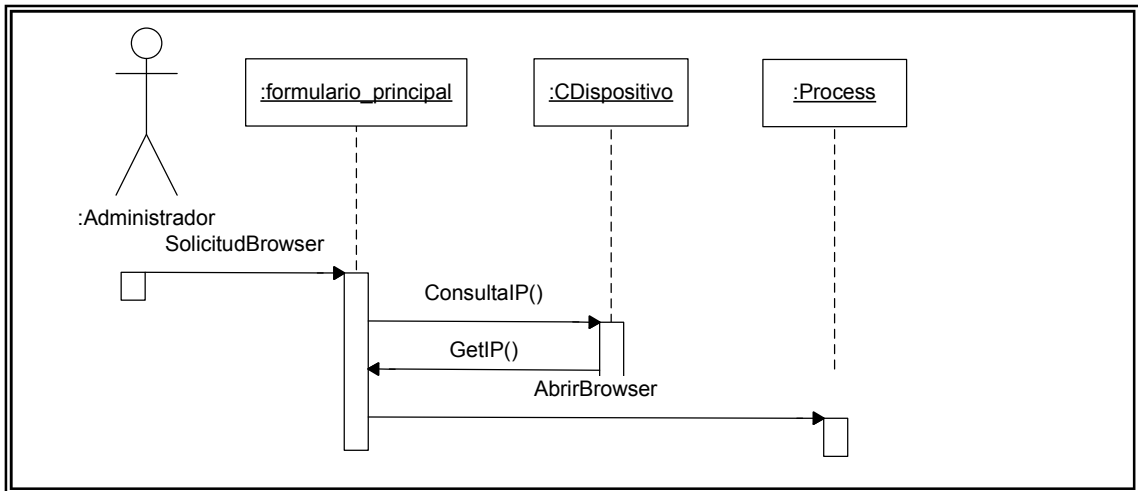 :formulario_principal
:CDispositivo
:Process
:Administrador
SolicitudBrowser
ConsultaIP()
GetIP()
AbrirBrowser